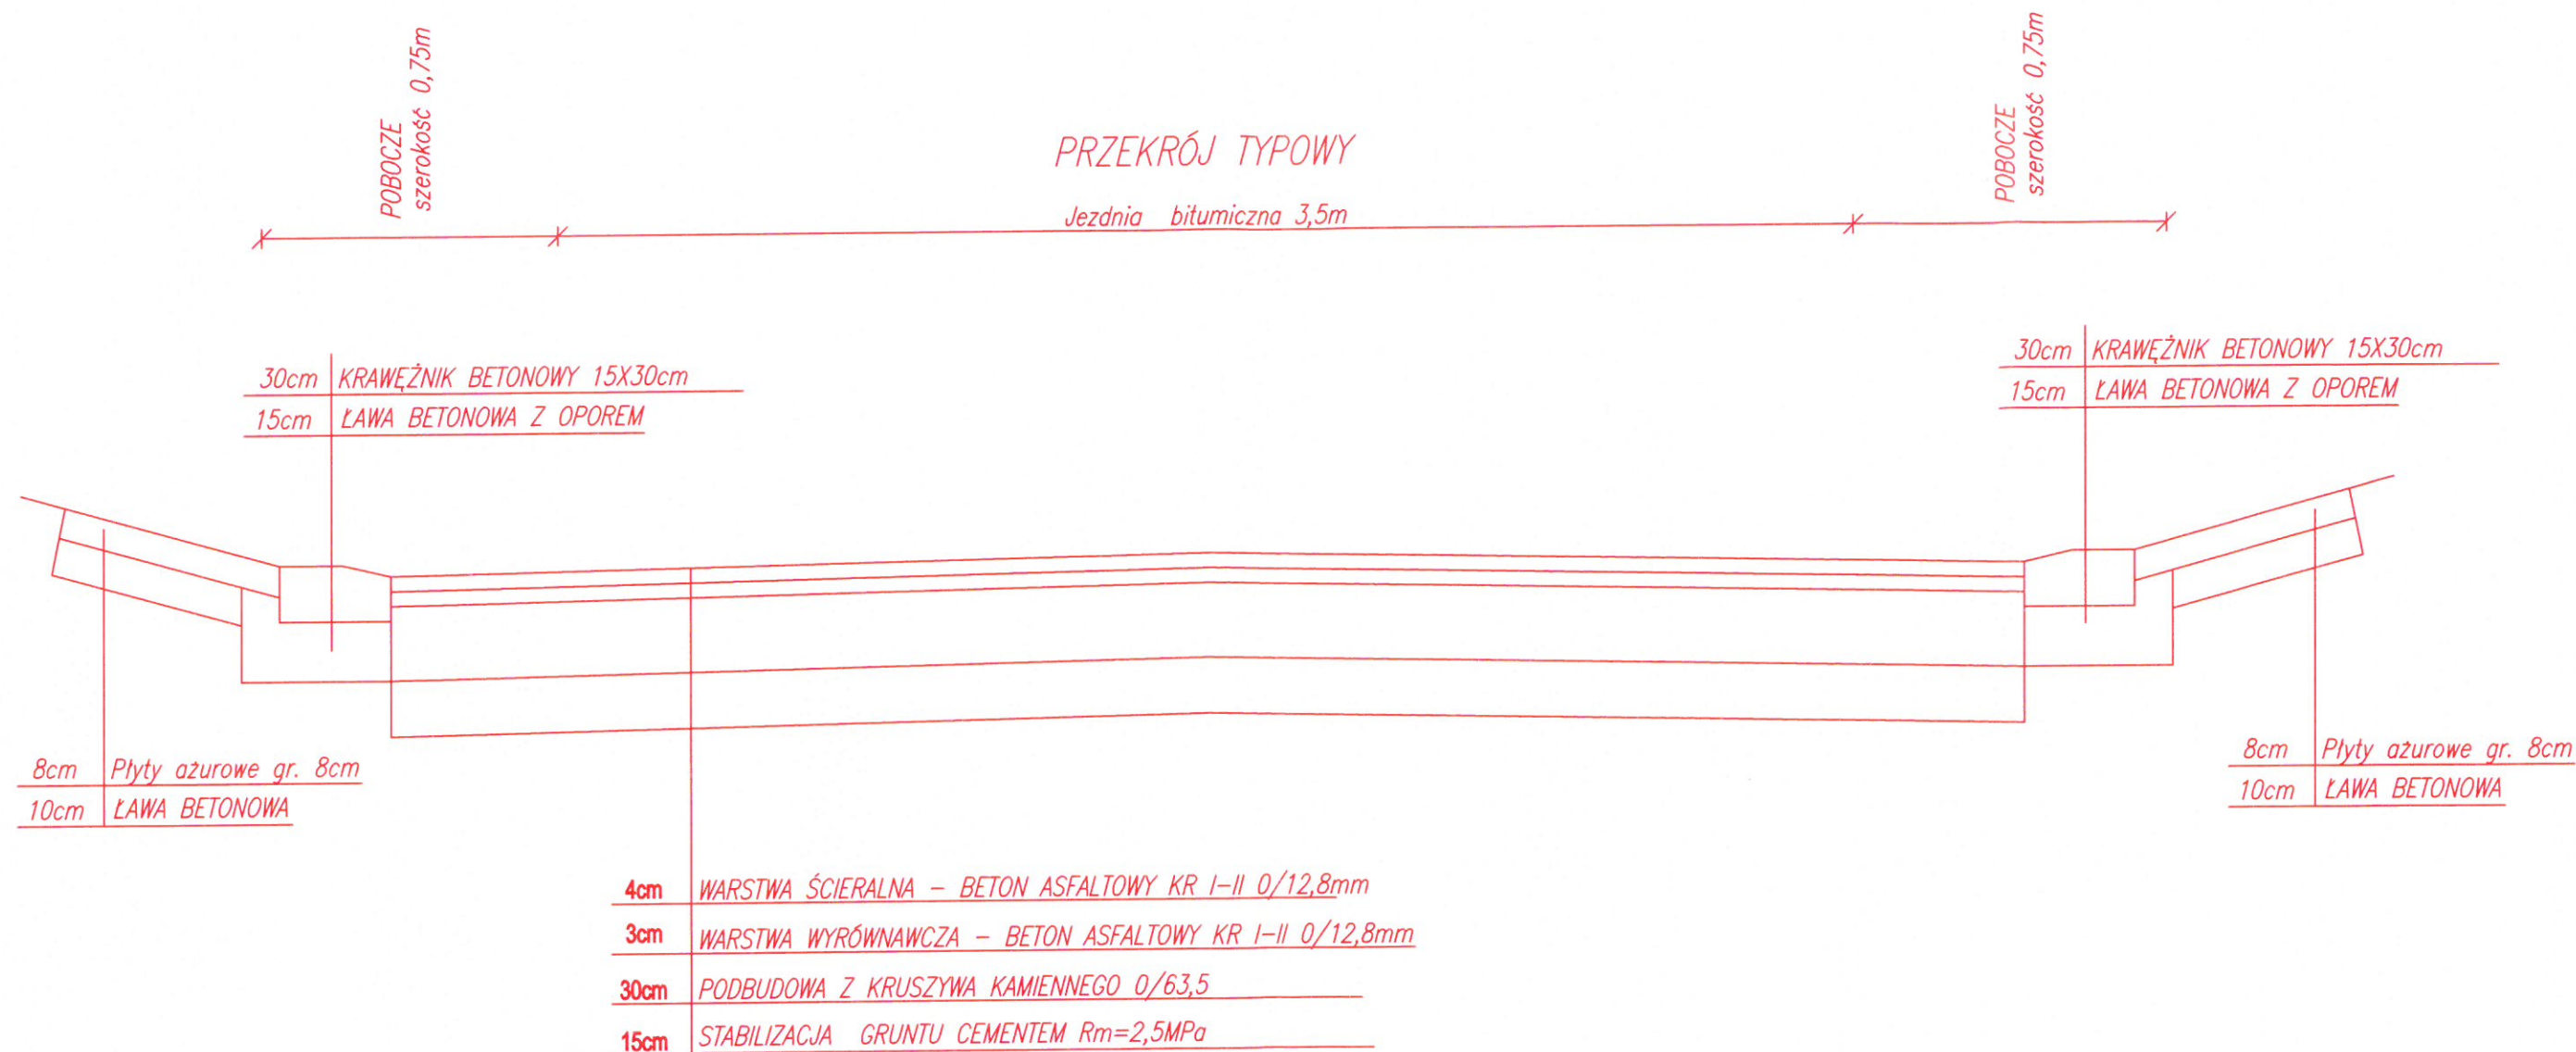 POBOCZE
szerokość 0,75m
PRZEKRÓJ TYPOWY
Jezdnia bitumiczna 3,5m
POBOCZE
szerokość 0,75m
30cm KRAWĘŻNIK BETONOWY 15X30cm
15cm ŁAWA BETONOWA Z OPOREM
30cm KRAWĘŻNIK BETONOWY 15X30cm
15cm ŁAWA BETONOWA Z OPOREM
8cm Płyty ażurowe gr. 8cm
10cm ŁAWA BETONOWA
8cm Płyty ażurowe gr. 8cm
10cm ŁAWA BETONOWA
4cm WARSTWA ŚCIERALNA – BETON ASFALTOWY KR I–II 0/12,8mm
3cm WARSTWA WYRÓWNAWCZA – BETON ASFALTOWY KR I–II 0/12,8mm
30cm PODBUDOWA Z KRUSZYWA KAMIENNEGO 0/63,5
15cm STABILIZACJA GRUNTU CEMENTEM Rm=2,5MPa